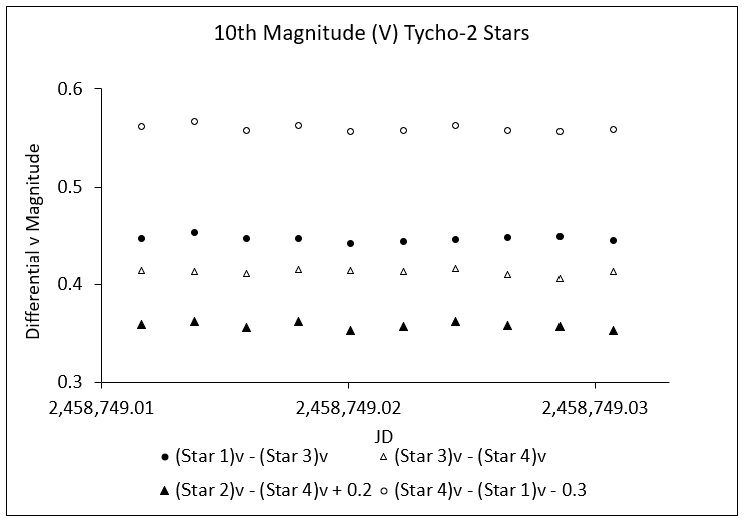 10th Magnitude (V) Tycho-2 Stars
0.6
0.5
0.4
0.3
Differential v Magnitude
2,458,749.01 2,458,749.02 2,458,749.03
JD
(Star 1)v - (Star 3)v (Star 3)v - (Star 4)v
(Star 2)v - (Star 4)v + 0.2 (Star 4)v - (Star 1)v - 0.3